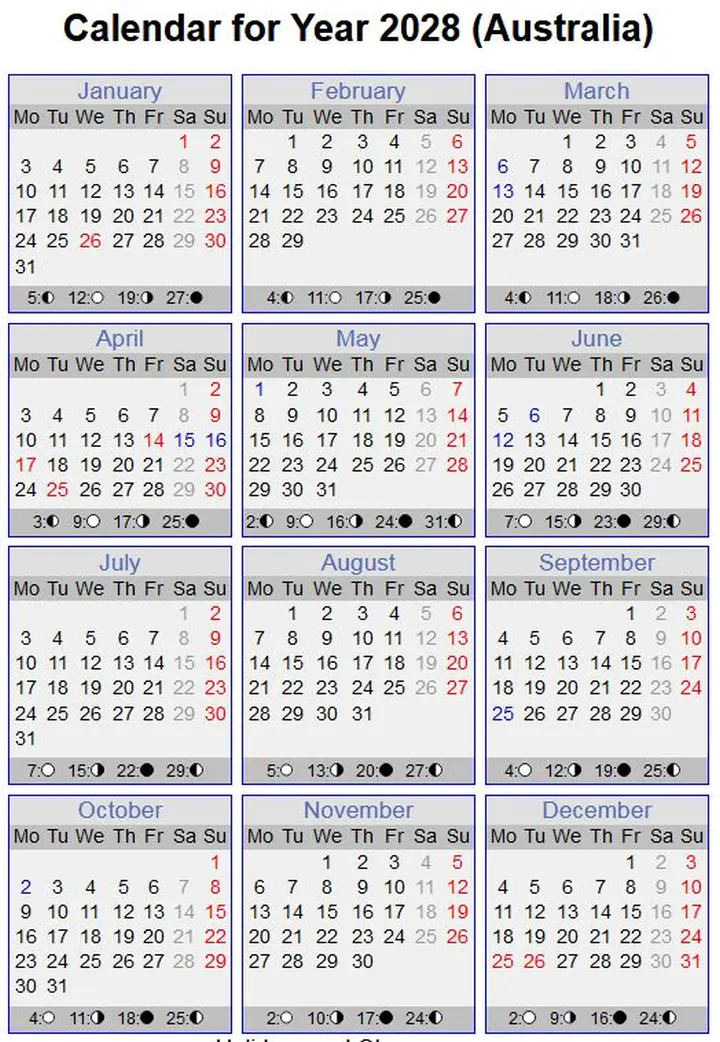 Calendar for Year 2028 (Australia)
January
Mo Tu We Th Fr Sa Su
1 2
3 4 5 6 7 8 9
10 11 12 13 14 15 16
17 18 19 20 21 22 23
24 25 26 27 28 29 30
31
5:◐ 12:○ 19:◑ 27:●
February
Mo Tu We Th Fr Sa Su
1 2 3 4 5 6
7 8 9 10 11 12 13
14 15 16 17 18 19 20
21 22 23 24 25 26 27
28 29
4:◐ 11:○ 17:◑ 25:●
March
Mo Tu We Th Fr Sa Su
1 2 3 4 5
6 7 8 9 10 11 12
13 14 15 16 17 18 19
20 21 22 23 24 25 26
27 28 29 30 31
4:◐ 11:○ 18:◑ 26:●
April
Mo Tu We Th Fr Sa Su
1 2
3 4 5 6 7 8 9
10 11 12 13 14 15 16
17 18 19 20 21 22 23
24 25 26 27 28 29 30
3:◐ 9:○ 17:◑ 25:●
May
Mo Tu We Th Fr Sa Su
1 2 3 4 5 6 7
8 9 10 11 12 13 14
15 16 17 18 19 20 21
22 23 24 25 26 27 28
29 30 31
2:◐ 9:○ 16:◑ 24:● 31:◐
June
Mo Tu We Th Fr Sa Su
1 2 3 4
5 6 7 8 9 10 11
12 13 14 15 16 17 18
19 20 21 22 23 24 25
26 27 28 29 30
7:○ 15:◑ 23:● 29:◐
July
Mo Tu We Th Fr Sa Su
1 2
3 4 5 6 7 8 9
10 11 12 13 14 15 16
17 18 19 20 21 22 23
24 25 26 27 28 29 30
31
7:○ 15:◑ 22:● 29:◐
August
Mo Tu We Th Fr Sa Su
1 2 3 4 5 6
7 8 9 10 11 12 13
14 15 16 17 18 19 20
21 22 23 24 25 26 27
28 29 30 31
5:○ 13:◑ 20:● 27:◐
September
Mo Tu We Th Fr Sa Su
1 2 3
4 5 6 7 8 9 10
11 12 13 14 15 16 17
18 19 20 21 22 23 24
25 26 27 28 29 30
4:○ 12:◑ 19:● 25:◐
October
Mo Tu We Th Fr Sa Su
1
2 3 4 5 6 7 8
9 10 11 12 13 14 15
16 17 18 19 20 21 22
23 24 25 26 27 28 29
30 31
4:○ 11:◑ 18:● 25:◐
November
Mo Tu We Th Fr Sa Su
1 2 3 4 5
6 7 8 9 10 11 12
13 14 15 16 17 18 19
20 21 22 23 24 25 26
27 28 29 30
2:○ 10:◑ 17:● 24:◐
December
Mo Tu We Th Fr Sa Su
1 2 3
4 5 6 7 8 9 10
11 12 13 14 15 16 17
18 19 20 21 22 23 24
25 26 27 28 29 30 31
2:○ 9:◑ 16:● 24:◐